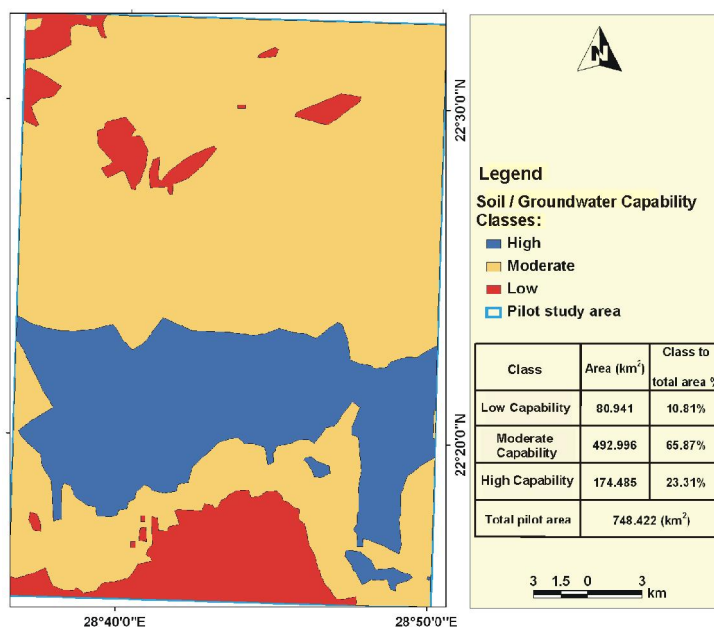 N
22°30'0"N
22°20'0"N
28°40'0"E
28°50'0"E
Legend
Soil / Groundwater Capability
Classes:
High
Moderate
Low
Pilot study area
Class
Area (km²)
Class to
total area %
Low Capability
80.941
10.81%
Moderate
Capability
492.996
65.87%
High Capability
174.485
23.31%
Total pilot area
748.422 (km²)
3 1.5 0 3
km